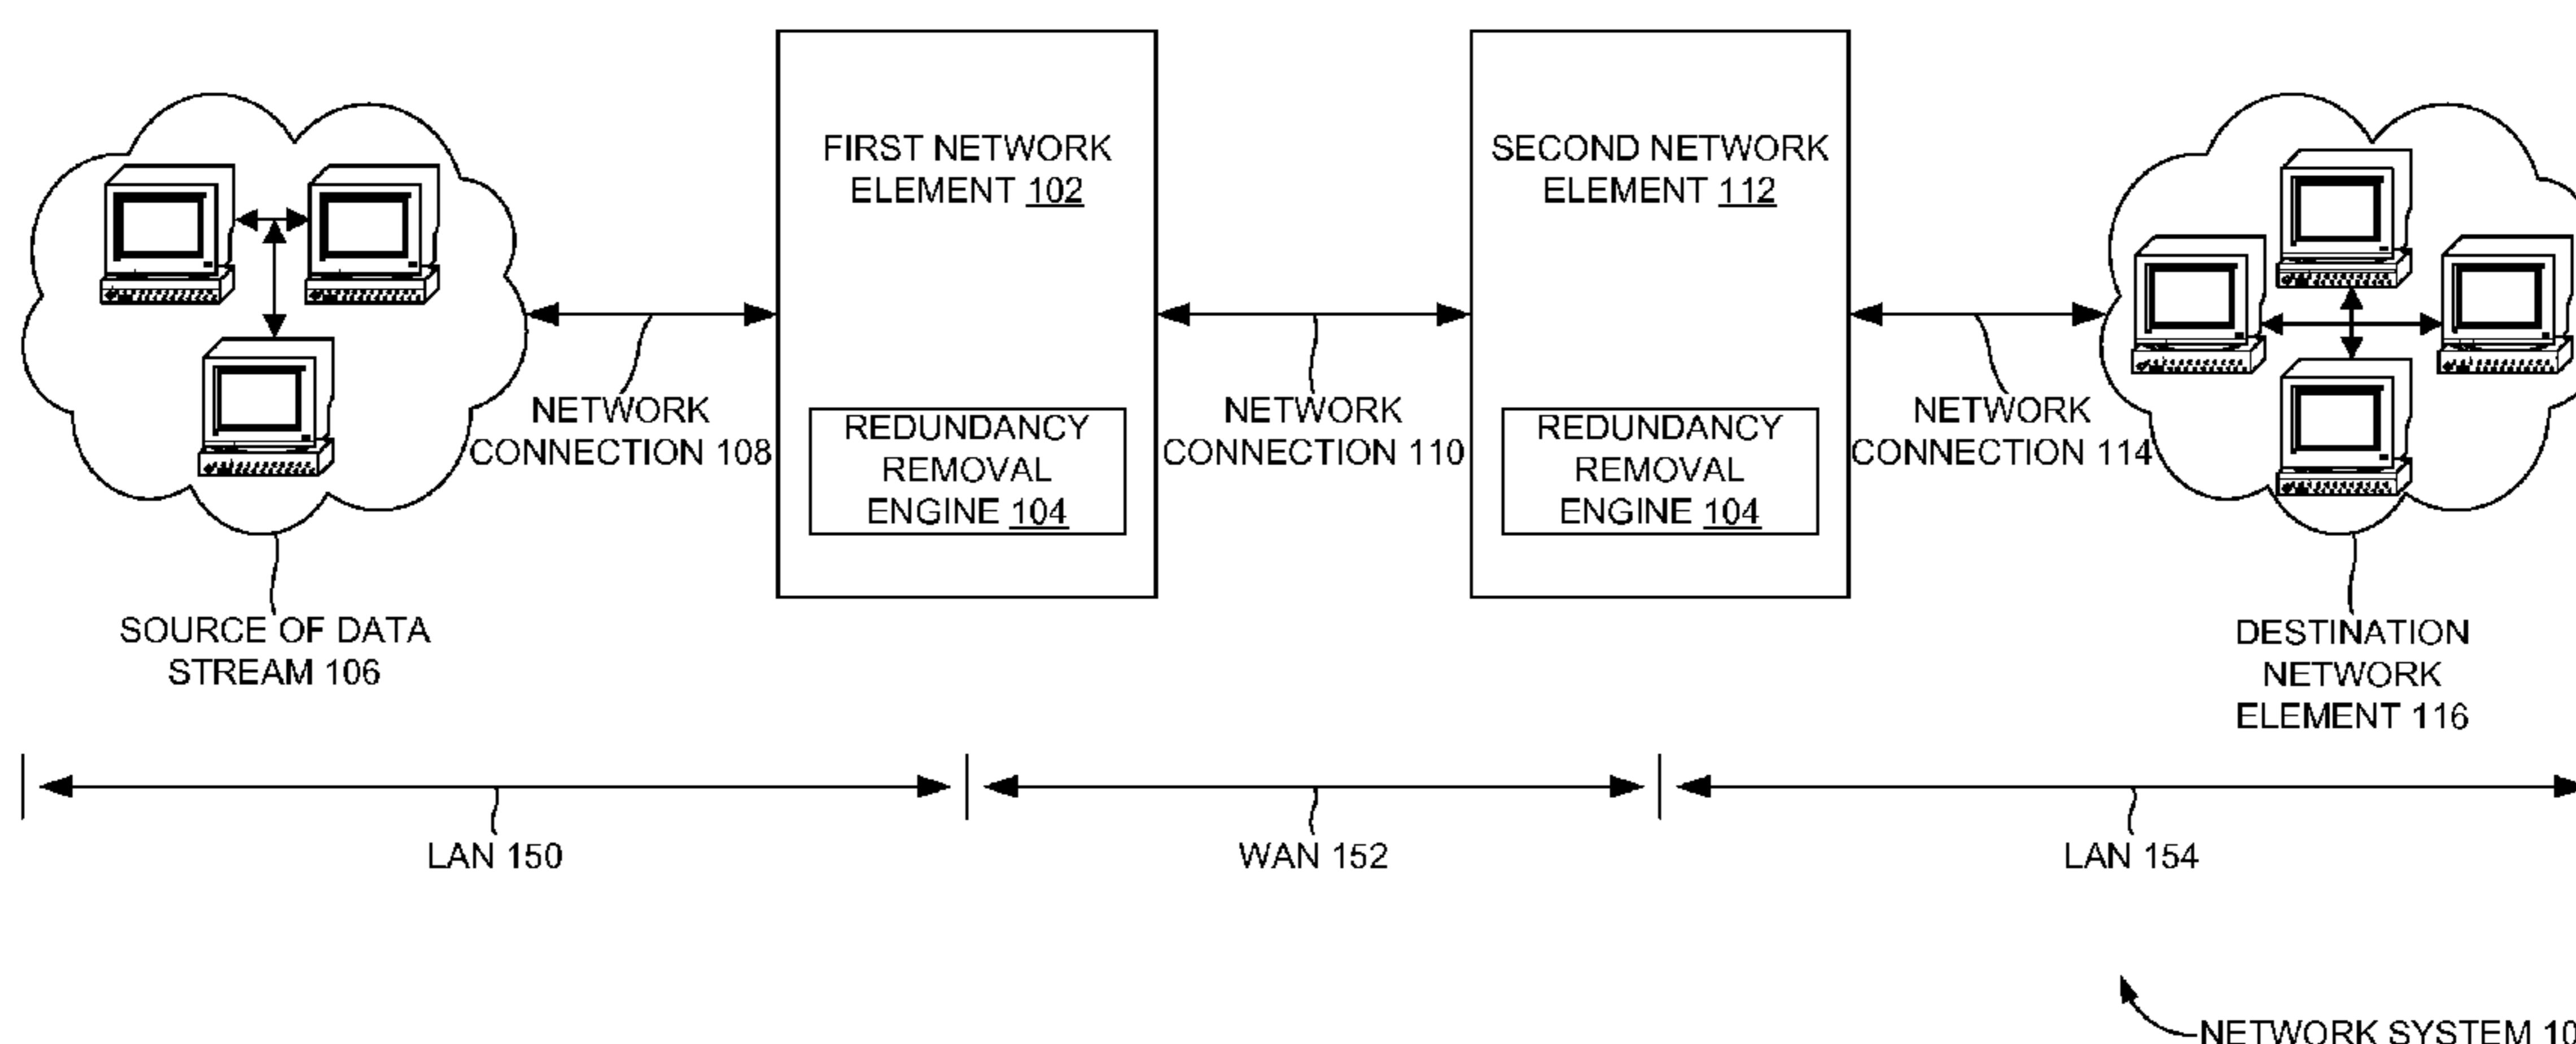 FIRST NETWORK
ELEMENT 102
SECOND NETWORK
ELEMENT 112
NETWORK
CONNECTION 108
REDUNDANCY
REMOVAL
ENGINE 104
NETWORK
CONNECTION 110
REDUNDANCY
REMOVAL
ENGINE 104
NETWORK
CONNECTION 114
SOURCE OF DATA
STREAM 106
DESTINATION
NETWORK
ELEMENT 116
LAN 150
WAN 152
LAN 154
NETWORK SYSTEM